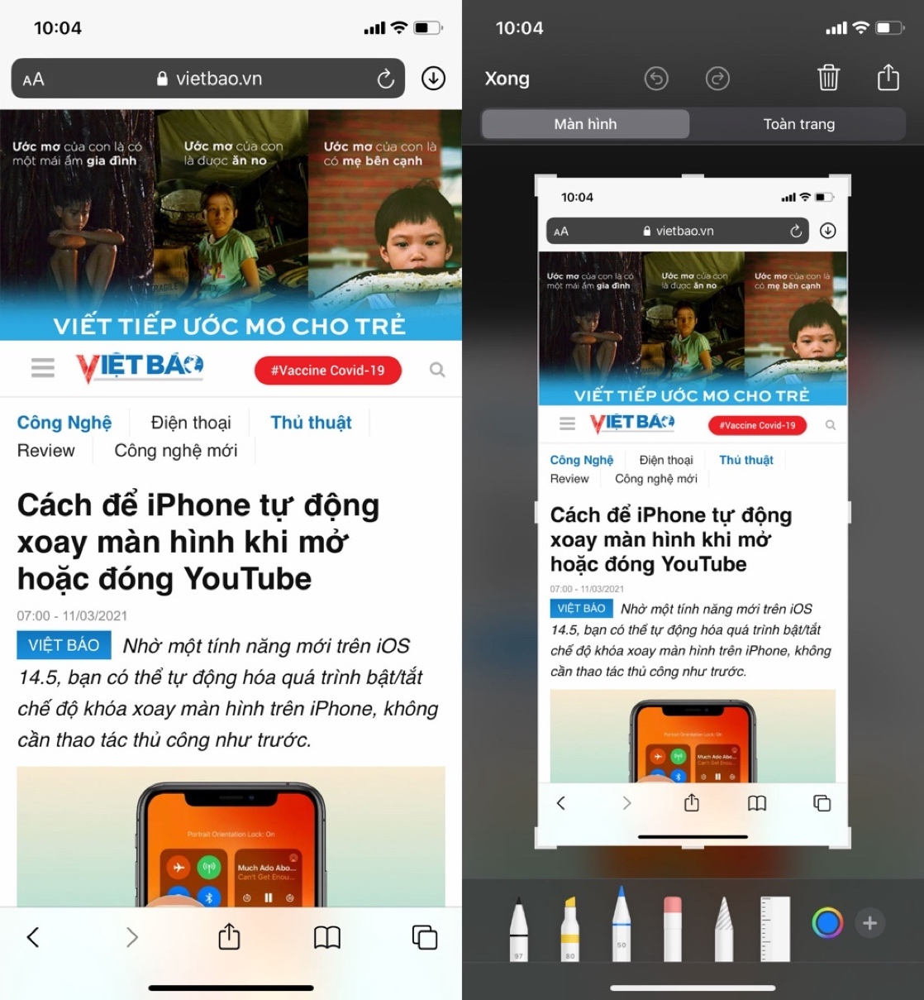 10:04
AA vietbao.vn
Ước mơ của con là có
một mái ấm gia đình
Ước mơ của con
là được ăn no
Ước mơ của con là
có mẹ bên cạnh
VIẾT TIẾP ƯỚC MƠ CHO TRẺ
VIỆT BÁO
#Vaccine Covid-19
Công Nghệ Điện thoại Thủ thuật
Review Công nghệ mới
Cách để iPhone tự động
xoay màn hình khi mở
hoặc đóng YouTube
07:00 - 11/03/2021
VIỆT BÁO Nhờ một tính năng mới trên iOS
14.5, bạn có thể tự động hóa quá trình bật/tắt
chế độ khóa xoay màn hình trên iPhone, không
cần thao tác thủ công như trước.
Portrait Orientation Lock: On
Much Ado Abo...
Can't Get Enou...
10:04
Xong
Màn hình Toàn trang
10:04
AA vietbao.vn
Ước mơ của con là có
một mái ấm gia đình
Ước mơ của con
là được ăn no
Ước mơ của con là
có mẹ bên cạnh
VIẾT TIẾP ƯỚC MƠ CHO TRẺ
VIỆT BÁO
#Vaccine Covid-19
Công Nghệ Điện thoại Thủ thuật
Review Công nghệ mới
Cách để iPhone tự động
xoay màn hình khi mở
hoặc đóng YouTube
07:00 - 11/03/2021
VIỆT BÁO Nhờ một tính năng mới trên iOS
14.5, bạn có thể tự động hóa quá trình bật/tắt
chế độ khóa xoay màn hình trên iPhone, không
cần thao tác thủ công như trước.
Portrait Orientation Lock: On
Much Ado Abo...
Can't Get Enou...
97 80 50